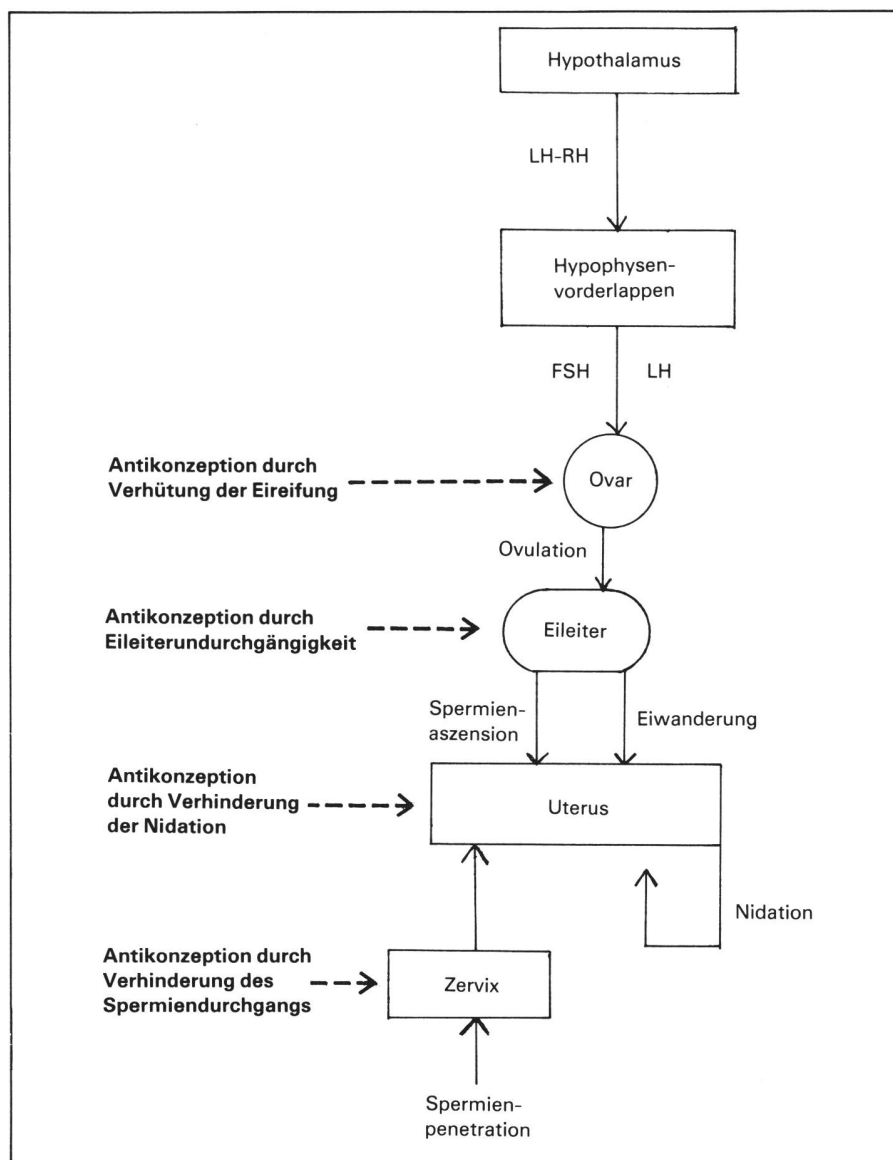 Hypothalamus
LH-RH
Hypophysen-
vorderlappen
FSH LH
Antikonzeption durch
Verhütung der Eireifung
Ovar
Ovulation
Antikonzeption durch
Eileiterundurchgängigkeit
Eileiter
Spermien-
aszension
Eiwanderung
Antikonzeption
durch Verhinderung
der Nidation
Uterus
Nidation
Antikonzeption durch
Verhinderung des
Spermiendurchgangs
Zervix
Spermien-
penetration